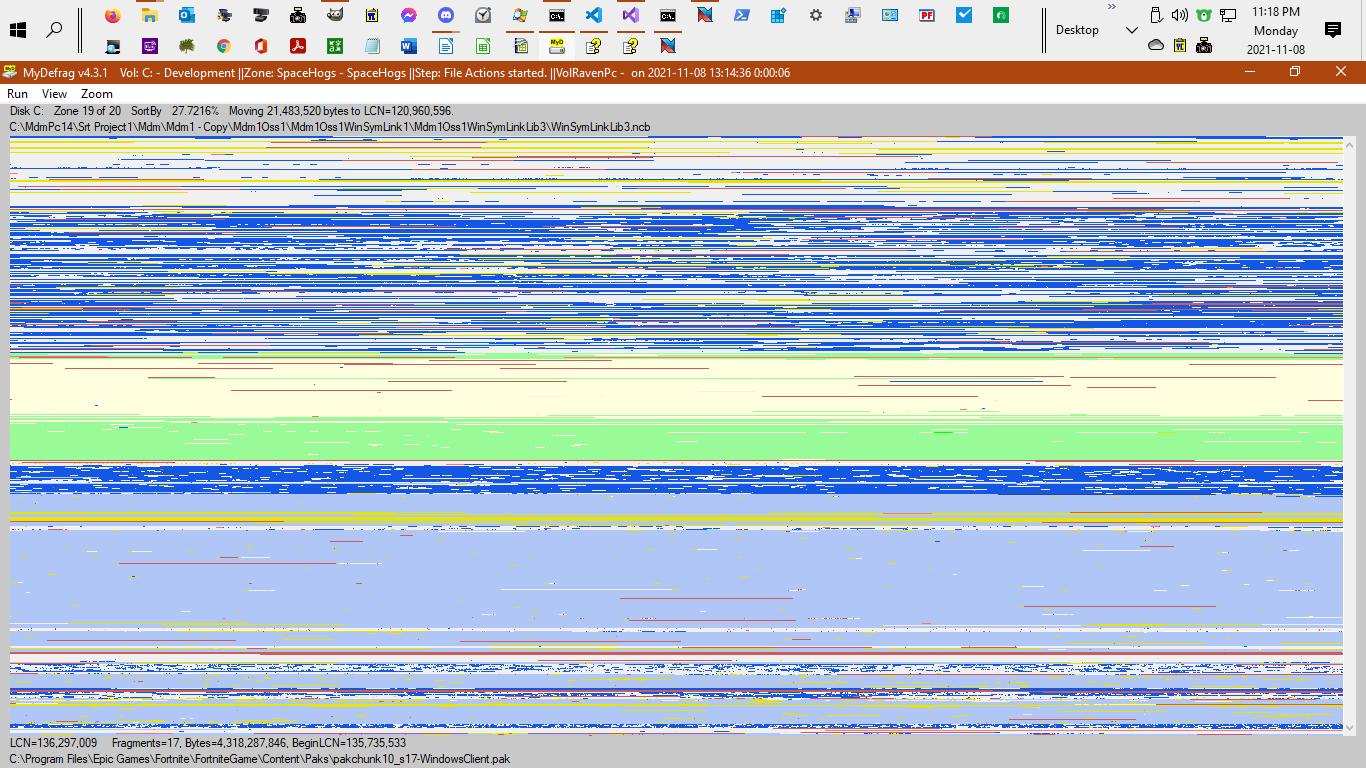 11:18 PM
Desktop
Monday
2021-11-08
MyDefrag v4.3.1 Vol: C: - Development ||Zone: SpaceHogs - SpaceHogs ||Step: File Actions started. ||VolRavenPc - on 2021-11-08 13:14:36 0:00:06
Run View Zoom
Disk C: Zone 19 of 20 SortBy 27.7216% Moving 21,483,520 bytes to LCN=120,960,596.
C:\MdmPc14\Srt Project1\Mdm\Mdm1 - Copy\Mdm1Oss1\Mdm1Oss1WinSymLink1\Mdm1Oss1WinSymLinkLib3\WinSymLinkLib3.ncb
LCN=136,297,009 Fragments=17, Bytes=4,318,287,846, BeginLCN=135,735,533
C:\Program Files\Epic Games\Fortnite\FortniteGame\Content\Paks\pakchunk10_s17-WindowsClient.pak